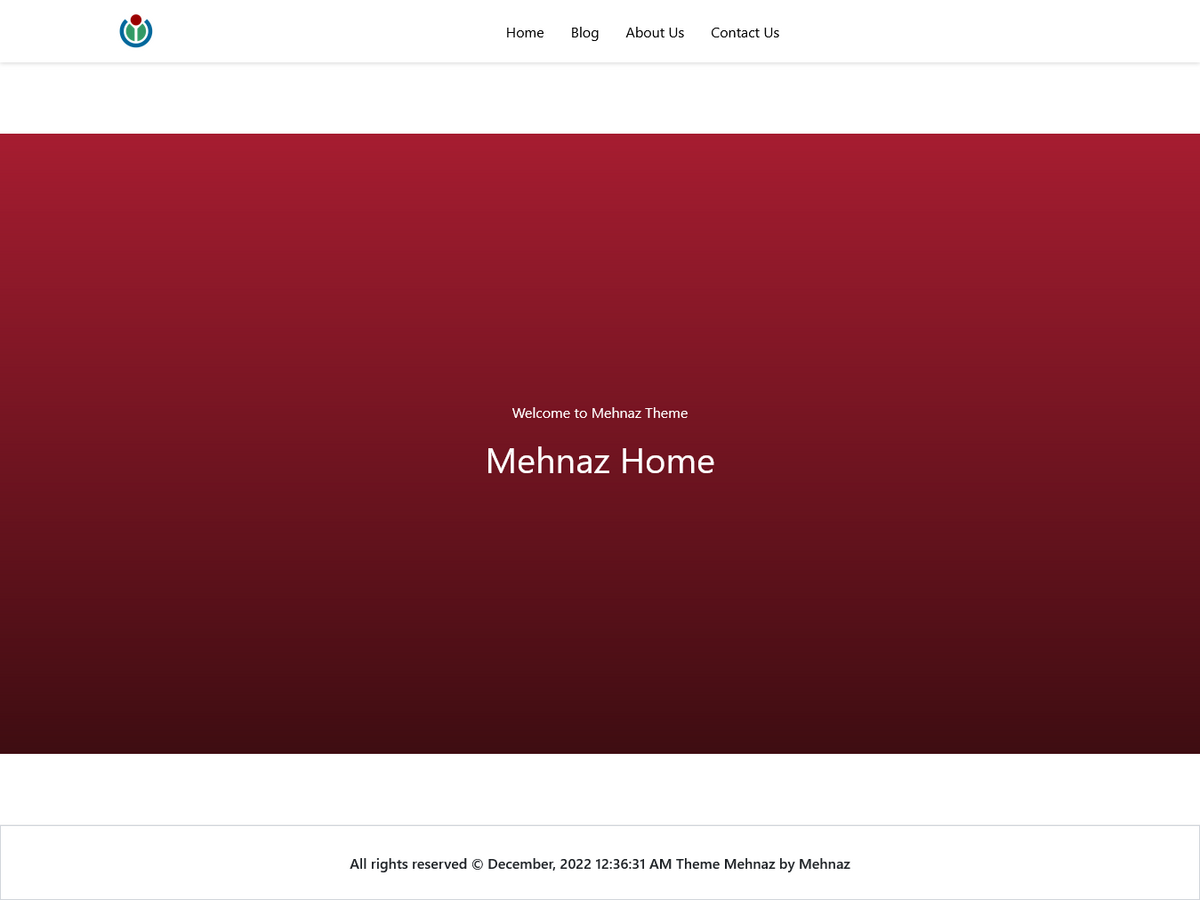 Home Blog About Us Contact Us
Welcome to Mehnaz Theme
Mehnaz Home
All rights reserved © December, 2022 12:36:31 AM Theme Mehnaz by Mehnaz